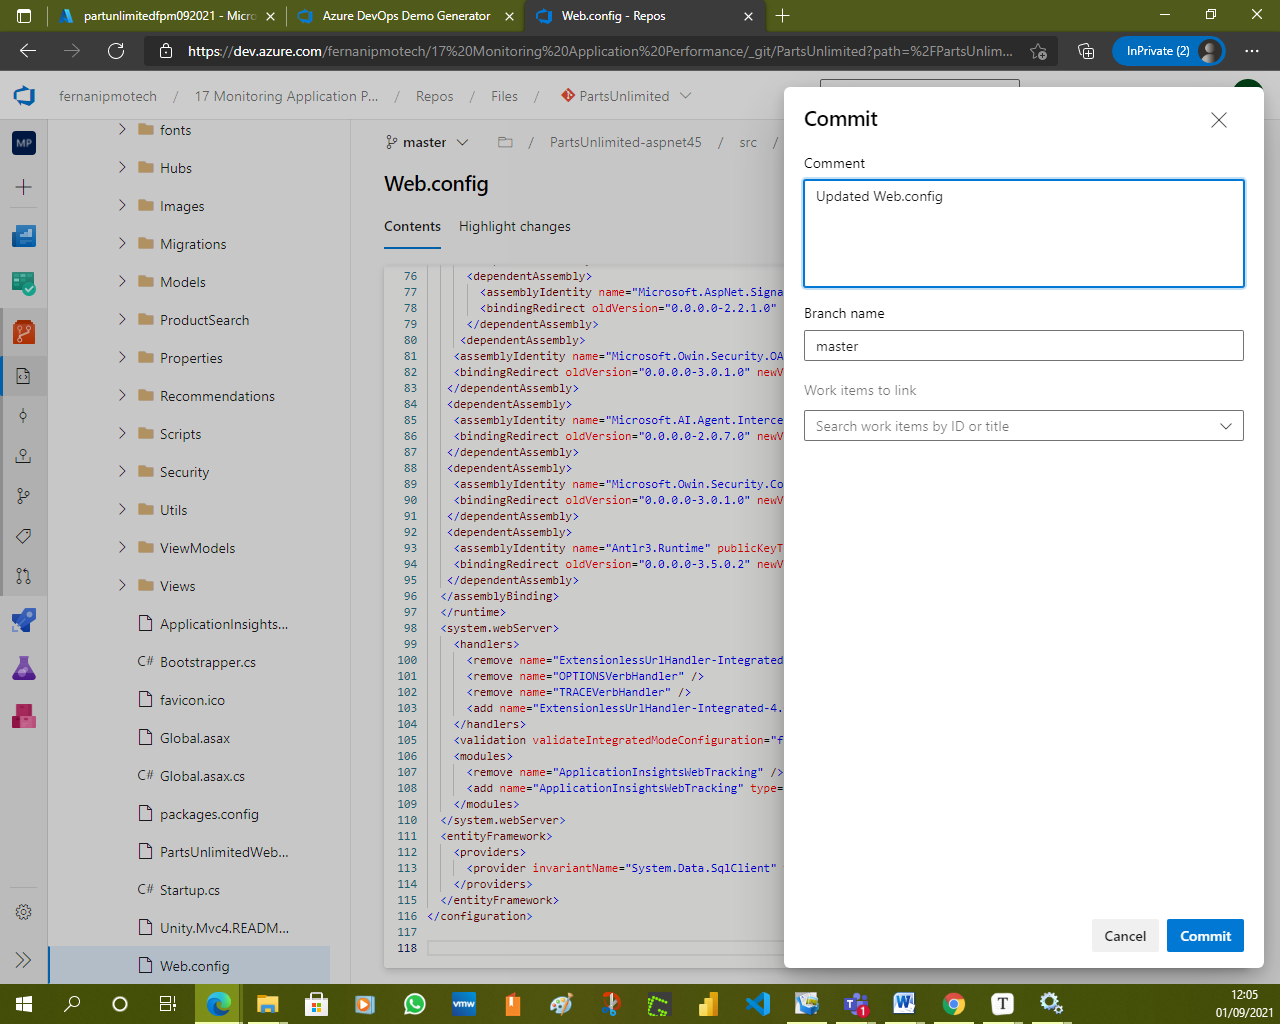 partunlimitedfpm092021 - Micro
Azure DevOps Demo Generator
Web.config - Repos
https://dev.azure.com/fernanipmotech/17%20Monitoring%20Application%20Performance/_git/PartsUnlimited?path=%2FPartsUnlim...
InPrivate (2)
fernanipmotech / 17 Monitoring Application P... / Repos / Files / PartsUnlimited
MP
fonts
Hubs
Images
Migrations
Models
ProductSearch
Properties
Recommendations
Scripts
Security
Utils
ViewModels
Views
ApplicationInsights...
C# Bootstrapper.cs
favicon.ico
Global.asax
C# Global.asax.cs
packages.config
PartsUnlimitedWeb...
C# Startup.cs
Unity.Mvc4.READM...
Web.config
master / PartsUnlimited-aspnet45 / src /
Web.config
Contents Highlight changes
76 <dependentAssembly>
77 <assemblyIdentity name="Microsoft.AspNet.Signa
78 <bindingRedirect oldVersion="0.0.0.0-2.2.1.0"
79 </dependentAssembly>
80 <dependentAssembly>
81 <assemblyIdentity name="Microsoft.Owin.Security.OA
82 <bindingRedirect oldVersion="0.0.0.0-3.0.1.0" newV
83 </dependentAssembly>
84 <dependentAssembly>
85 <assemblyIdentity name="Microsoft.AI.Agent.Interce
86 <bindingRedirect oldVersion="0.0.0.0-2.0.7.0" newV
87 </dependentAssembly>
88 <dependentAssembly>
89 <assemblyIdentity name="Microsoft.Owin.Security.Co
90 <bindingRedirect oldVersion="0.0.0.0-3.0.1.0" newV
91 </dependentAssembly>
92 <dependentAssembly>
93 <assemblyIdentity name="Antlr3.Runtime" publicKeyT
94 <bindingRedirect oldVersion="0.0.0.0-3.5.0.2" newV
95 </dependentAssembly>
96 </assemblyBinding>
97 </runtime>
98 <system.webServer>
99 <handlers>
100 <remove name="ExtensionlessUrlHandler-Integrated
101 <remove name="OPTIONSVerbHandler" />
102 <remove name="TRACEVerbHandler" />
103 <add name="ExtensionlessUrlHandler-Integrated-4.
104 </handlers>
105 <validation validateIntegratedModeConfiguration="f
106 <modules>
107 <remove name="ApplicationInsightsWebTracking" />
108 <add name="ApplicationInsightsWebTracking" type=
109 </modules>
110 </system.webServer>
111 <entityFramework>
112 <providers>
113 <provider invariantName="System.Data.SqlClient"
114 </providers>
115 </entityFramework>
116 </configuration>
117
118
Commit
Comment
Updated Web.config
Branch name
master
Work items to link
Search work items by ID or title
Cancel Commit
vmw
1
W
T
12:05
01/09/2021